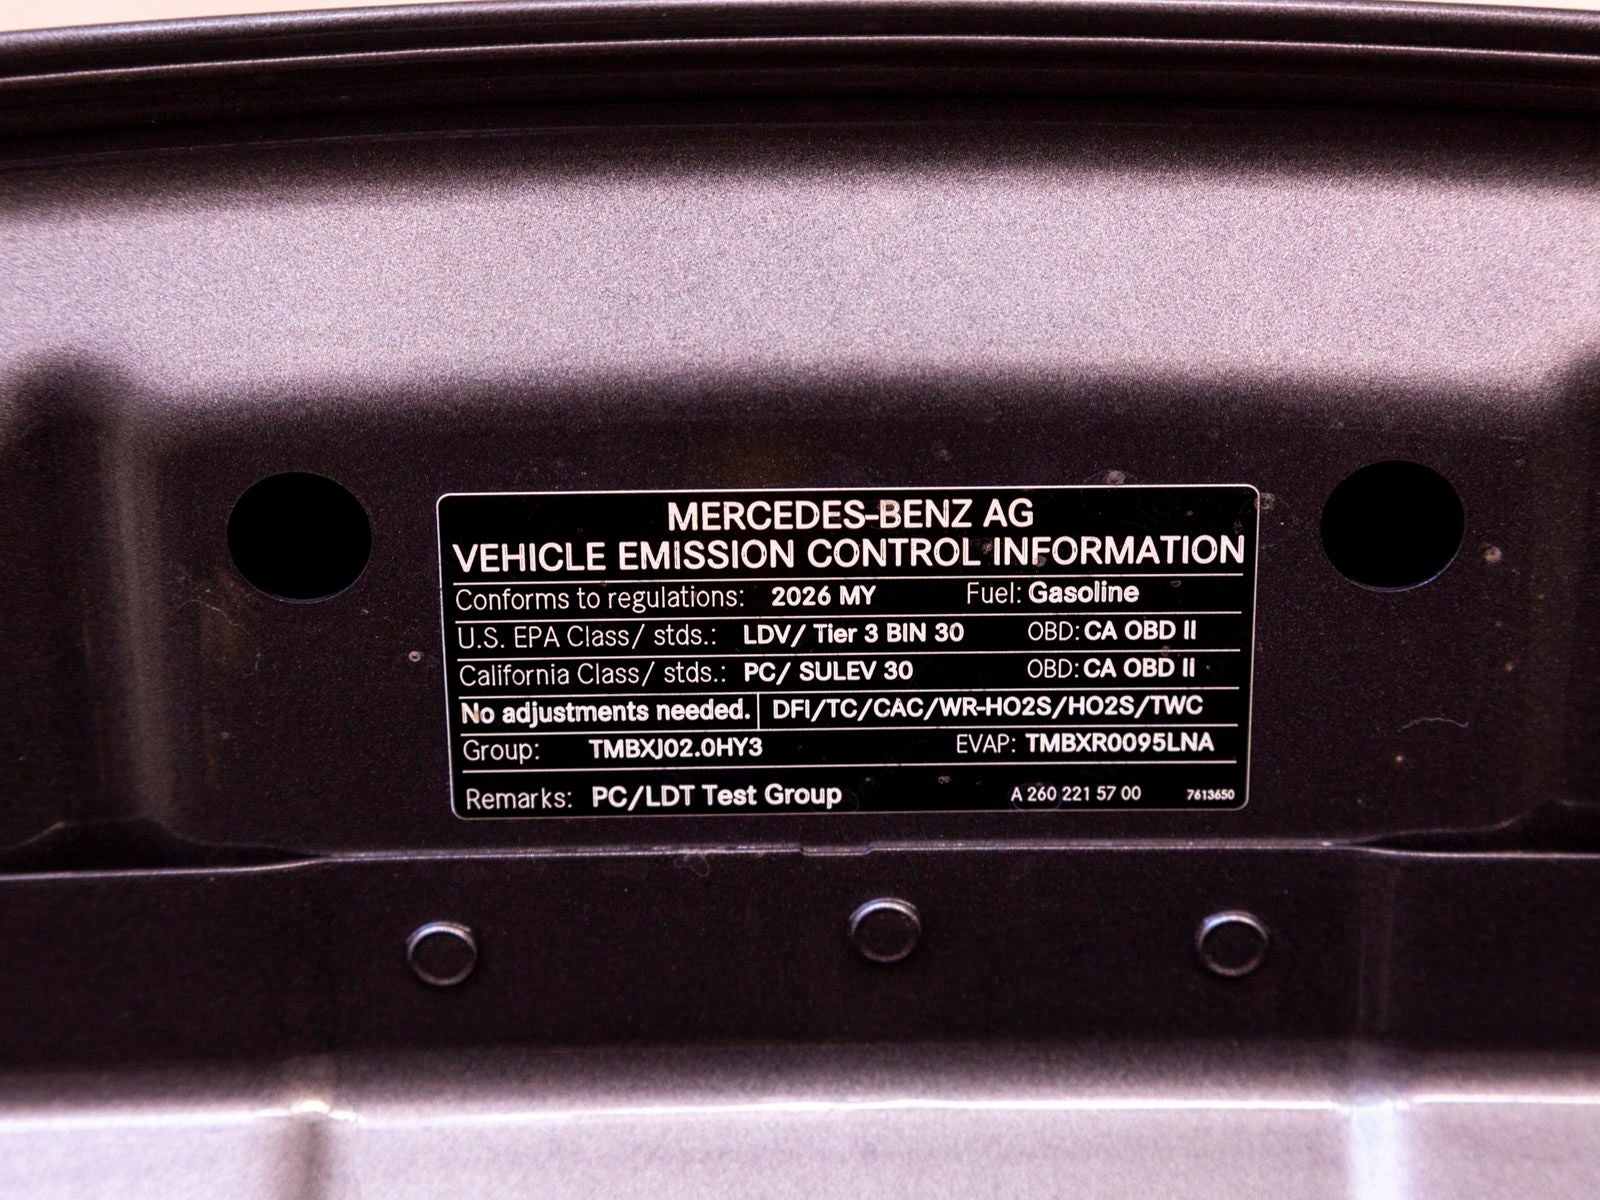 MERCEDES-BENZ AG
VEHICLE EMISSION CONTROL INFORMATION
Conforms to regulations: 2026 MY Fuel: Gasoline
U.S. EPA Class/ stds.: LDV/ Tier 3 BIN 30 OBD: CA OBD II
California Class/ stds.: PC/ SULEV 30 OBD: CA OBD II
No adjustments needed. DFI/TC/CAC/WR-HO2S/HO2S/TWC
Group: TMBXJ02.0HY3 EVAP: TMBXR0095LNA
Remarks: PC/LDT Test Group A 260 221 57 00 7613650